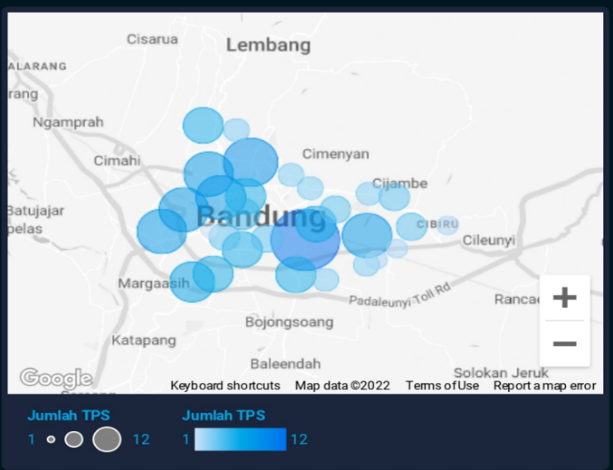 Cisarua
Lembang
ALARANG
rang
Ngamprah
Cimahi
Cimenyan
Cijambe
Batujajar
pelas
Bandung
CIBIRU
Cileunyi
Margaasih
Padaleunyi Toll Rd
Rancae
Bojongsoang
Katapang
Baleendah
Solokan Jeruk
Google
Keyboard shortcuts Map data ©2022 Terms of Use Report a map error
Jumlah TPS Jumlah TPS
1 12 1 12